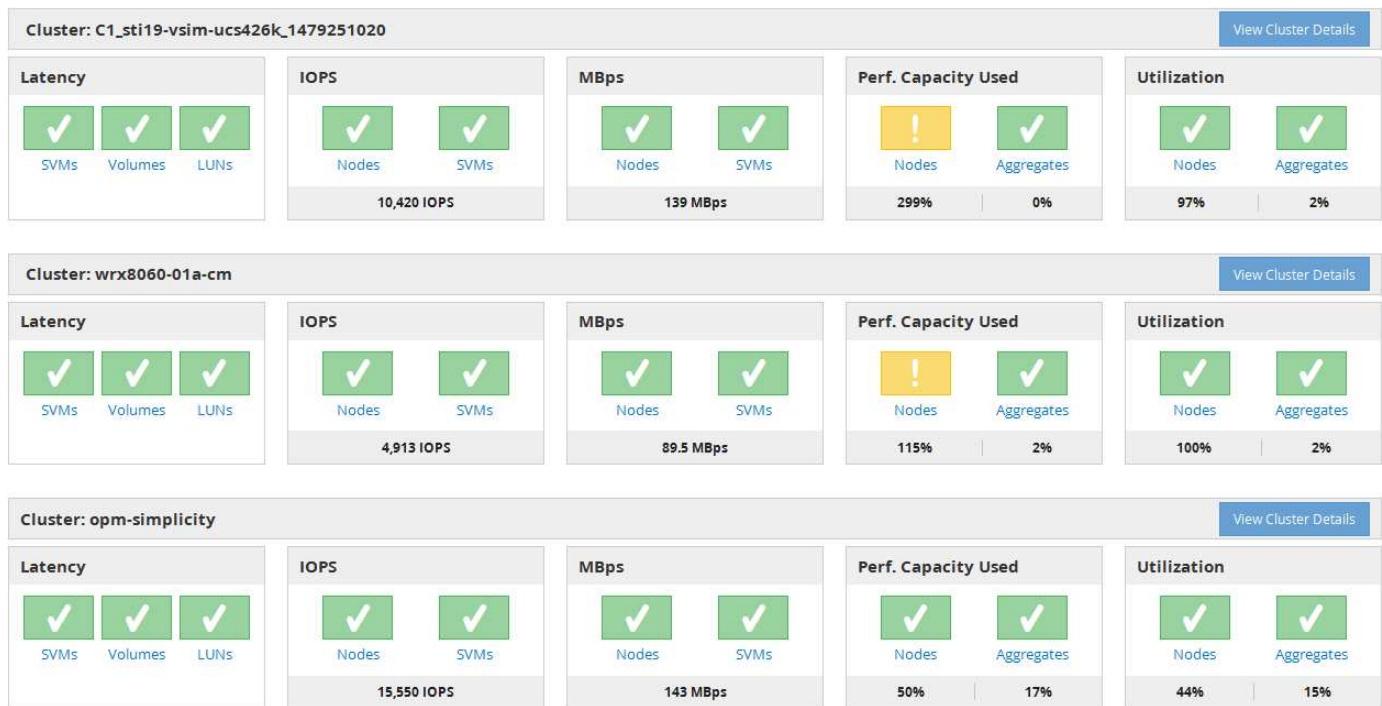 Cluster: C1_sti19-vsim-ucs426k_1479251020 View Cluster Details
Latency IOPS MBps Perf. Capacity Used Utilization
SVMs Volumes LUNs Nodes SVMs Nodes SVMs Nodes Aggregates Nodes Aggregates
10,420 IOPS 139 MBps 299% 0% 97% 2%
Cluster: wrx8060-01a-cm View Cluster Details
Latency IOPS MBps Perf. Capacity Used Utilization
SVMs Volumes LUNs Nodes SVMs Nodes SVMs Nodes Aggregates Nodes Aggregates
4,913 IOPS 89.5 MBps 115% 2% 100% 2%
Cluster: opm-simplicity View Cluster Details
Latency IOPS MBps Perf. Capacity Used Utilization
SVMs Volumes LUNs Nodes SVMs Nodes SVMs Nodes Aggregates Nodes Aggregates
15,550 IOPS 143 MBps 50% 17% 44% 15%